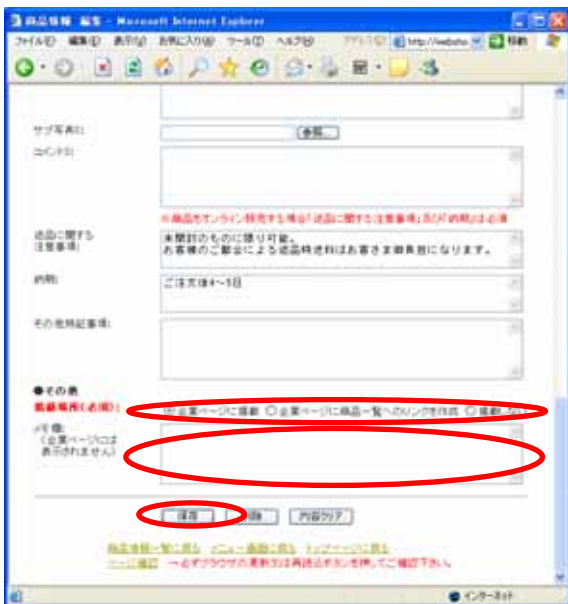 商品情報 編集 - Microsoft Internet Explorer
ファイル(F) 編集(E) 表示(V) お気に入り(A) ツール(T) ヘルプ(H) アドレス(D) 移動
参照...
※商品をオンライン販売する場合「返品に関する注意事項」及び「納期」は必須
返品に関する
注意事項:
未開封のものに限り可能。
お客様のご都合による返品時送料はお客さま御負担になります。
納期:
ご注文後4～5日
その他特記事項:
●その他
掲載場所(必須):
企業ページに掲載 企業ページに商品一覧へのリンクを作成 掲載しない
メモ欄:
(企業ページには
表示されません)
保存 削除 内容クリア
商品情報一覧に戻る メニュー画面に戻る トップページに戻る
ページ確認 →必ずブラウザの更新又は再読込ボタンを押してご確認下さい。
インターネット